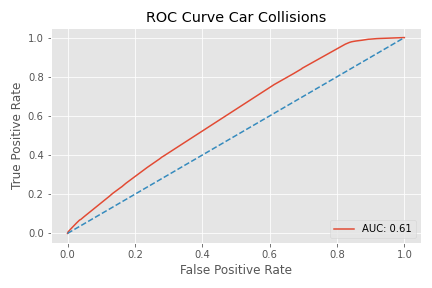 ROC Curve Car Collisions
True Positive Rate
1.0
0.8
0.6
0.4
0.2
0.0
AUC: 0.61
0.0 0.2 0.4 0.6 0.8 1.0
False Positive Rate